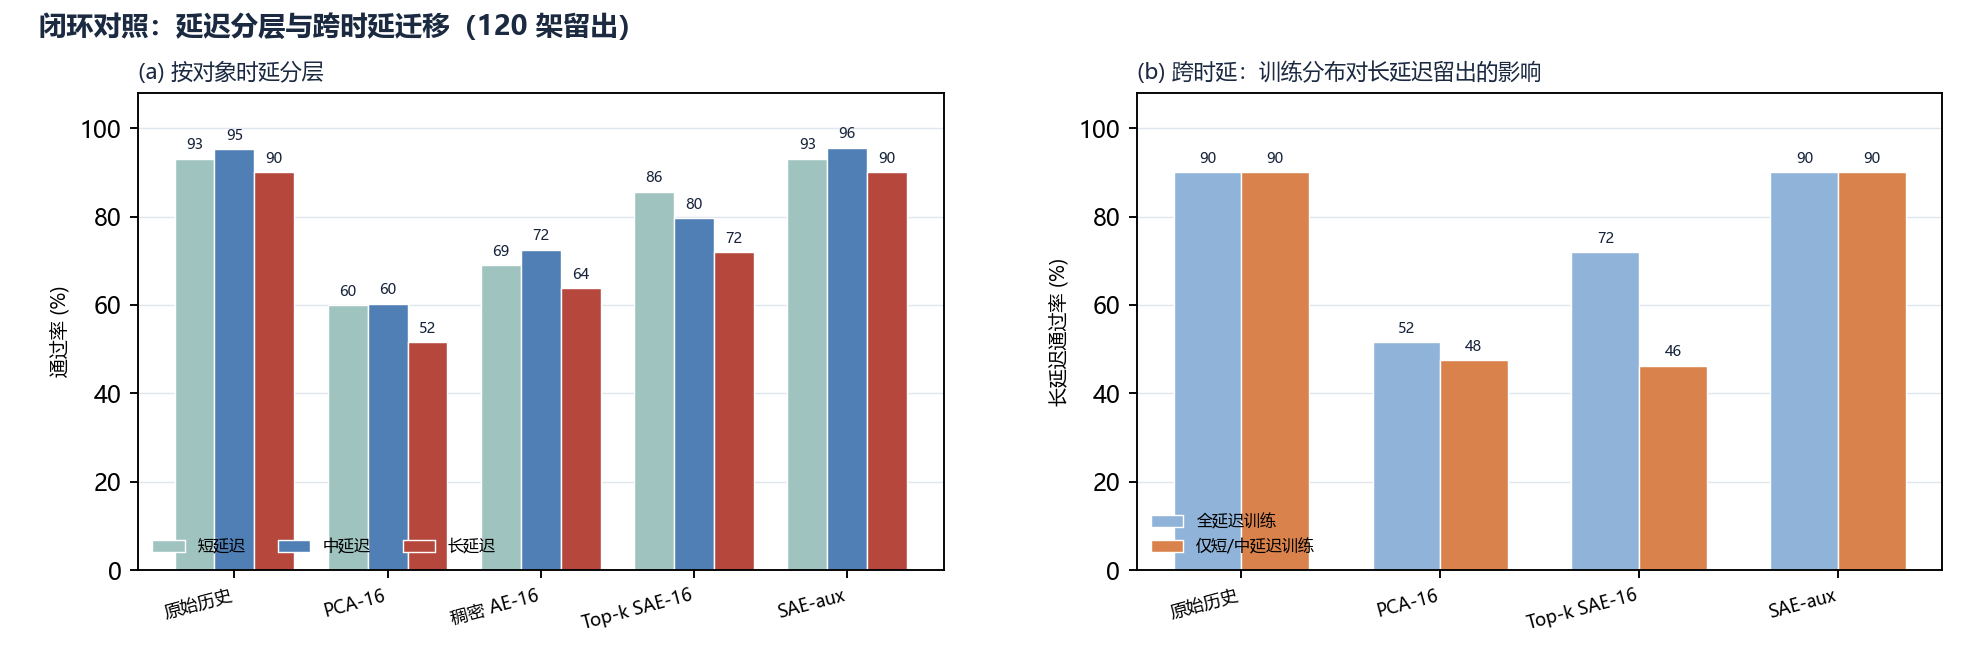 闭环对照：延迟分层与跨时延迁移（120 架留出）
(a) 按对象时延分层
通过率 (%)
100
80
60
40
20
0
93
95
90
60
60
52
69
72
64
86
80
72
93
96
90
短延迟
中延迟
长延迟
原始历史
PCA-16
稠密 AE-16
Top-k SAE-16
SAE-aux
(b) 跨时延：训练分布对长延迟留出的影响
长延迟通过率 (%)
100
80
60
40
20
0
90
90
52
48
72
46
90
90
全延迟训练
仅短/中延迟训练
原始历史
PCA-16
Top-k SAE-16
SAE-aux